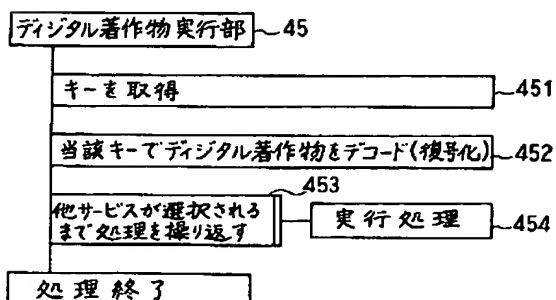 ディジタル著作物実行部 45
キーを取得 451
当該キーでディジタル著作物をデコード(復号化) 452
453
他サービスが選択される
まで処理を操り返す
実行処理 454
処理終了